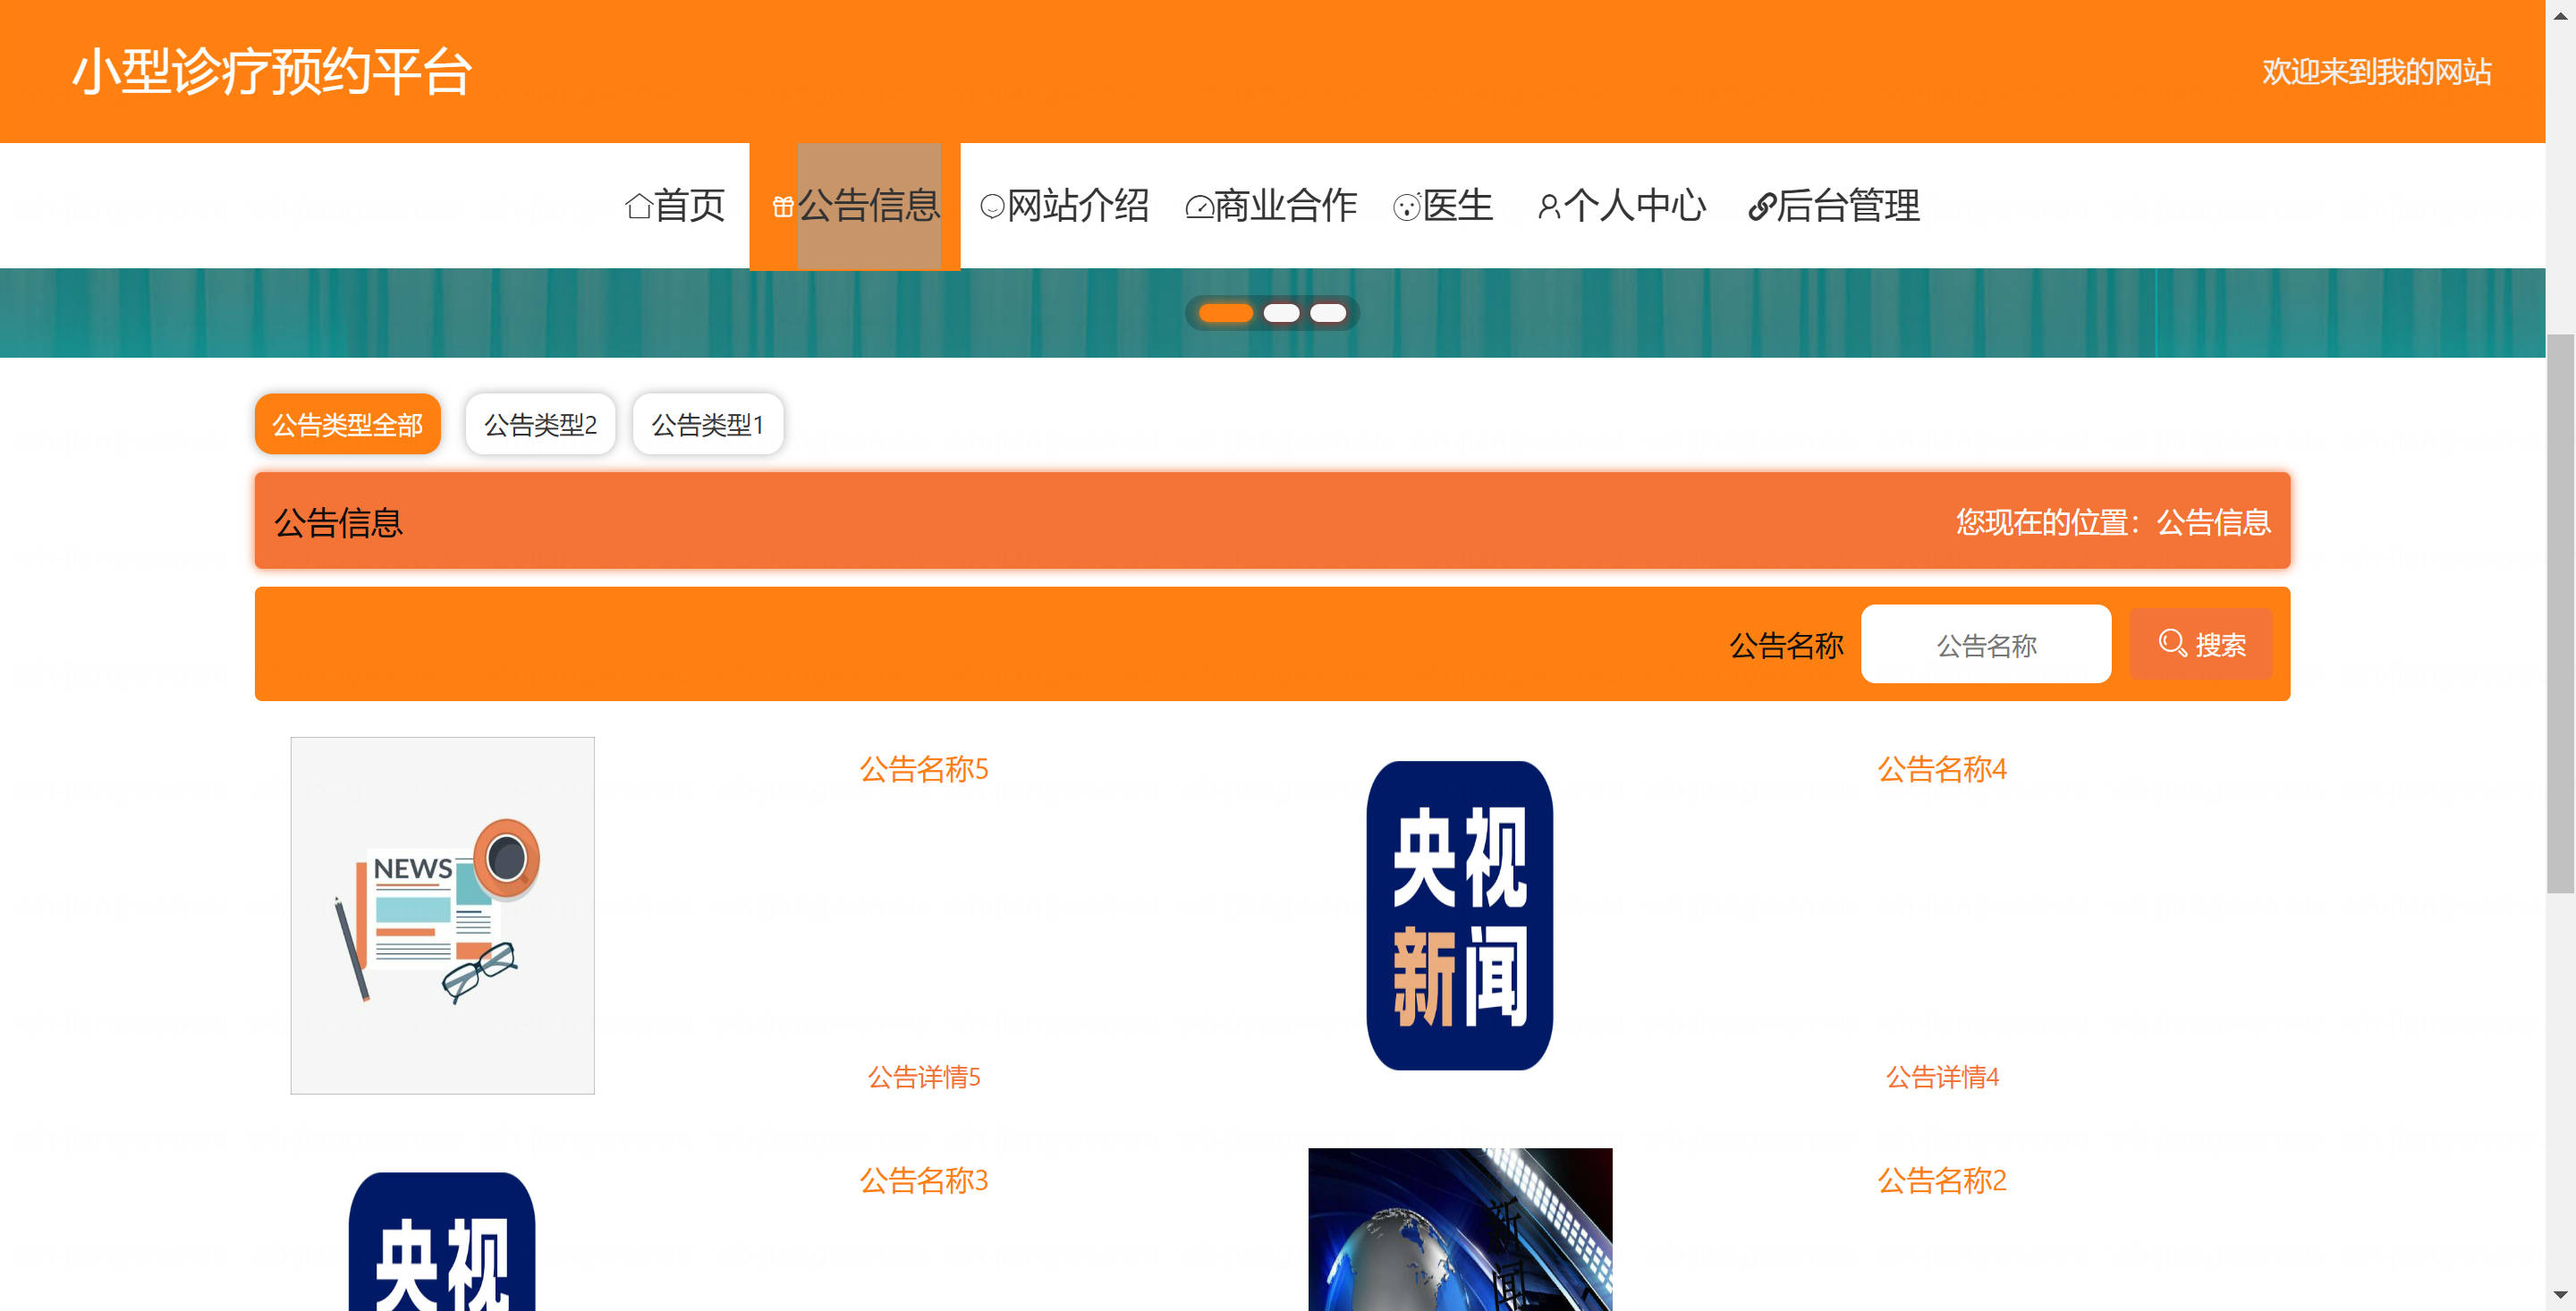 小型诊疗预约平台
欢迎来到我的网站
首页 公告信息 网站介绍 商业合作 医生 个人中心 后台管理
公告类型全部 公告类型2 公告类型1
公告信息
您现在的位置：公告信息
公告名称 公告名称 搜索
NEWS
公告名称5
公告详情5
央视
新闻
公告名称4
公告详情4
央视
公告名称3
新闻
公告名称2